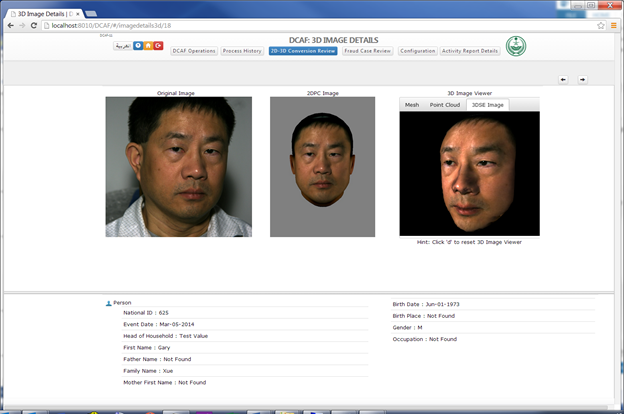 3D Image Details | D
localhost:8010/DCAF/#/imagedetails3d/18
DCAF: 3D IMAGE DETAILS
العربية
DCAF Operations Process History 2D-3D Conversion Review Fraud Case Review Configuration Activity Report Details
Original Image 2DPC Image 3D Image Viewer
Mesh Point Cloud 3DSE Image
Hint: Click 'd' to reset 3D Image Viewer
Person
National ID : 625
Event Date : Mar-05-2014
Head of Household : Test Value
First Name : Gary
Father Name : Not Found
Family Name : Xue
Mother First Name : Not Found
Birth Date : Jun-01-1973
Birth Place : Not Found
Gender : M
Occupation : Not Found